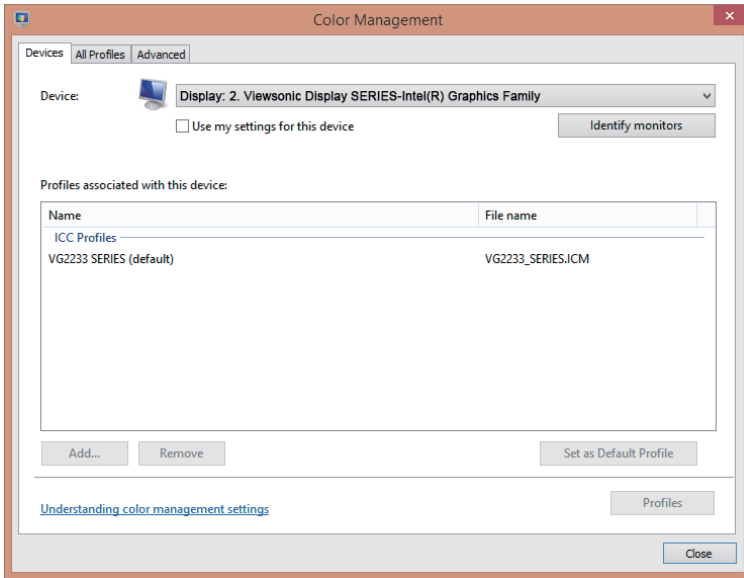 Color Management
Devices All Profiles Advanced
Device: Display: 2. Viewsonic Display SERIES-Intel(R) Graphics Family
Use my settings for this device Identify monitors
Profiles associated with this device:
Name File name
ICC Profiles
VG2233 SERIES (default) VG2233_SERIES.ICM
Add... Remove Set as Default Profile
Understanding color management settings Profiles
Close